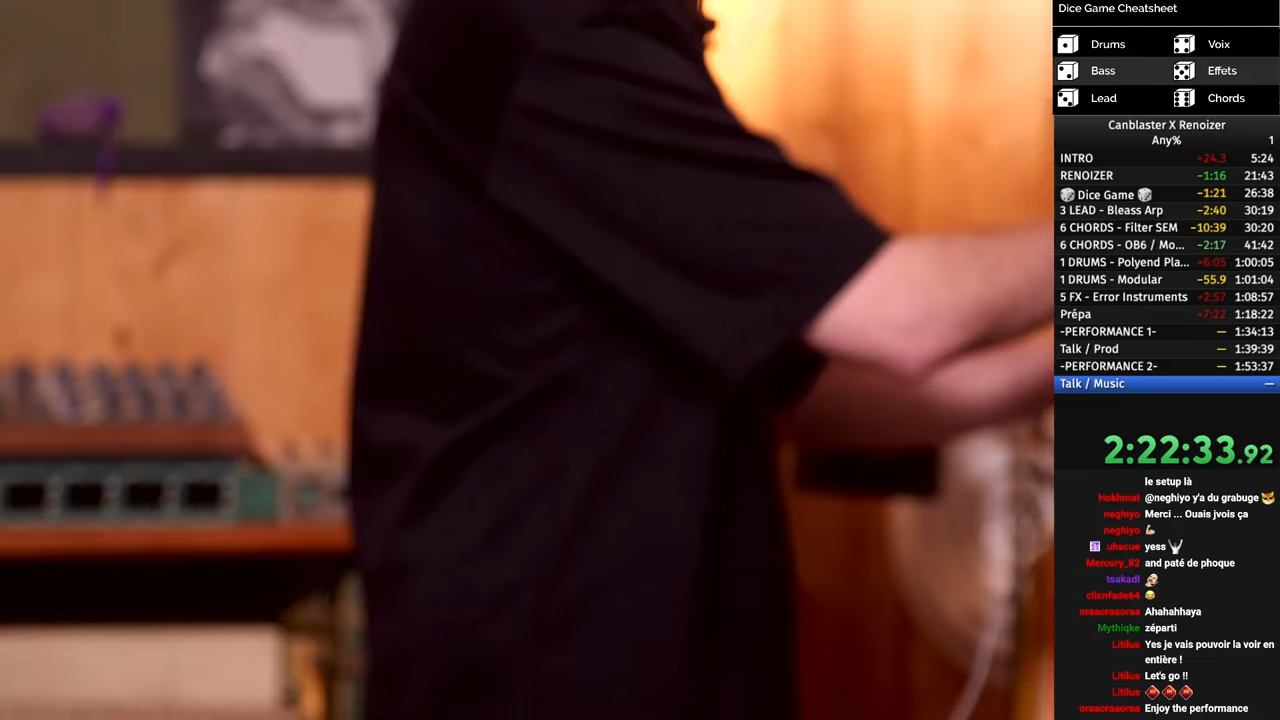 Dice Game Cheatsheet
Drums Voix
Bass Effets
Lead Chords
Canblaster X Renoizer
Any% 1
INTRO +24.3 5:24
RENOIZER −1:16 21:43
🎲 Dice Game 🎲 −1:21 26:38
3 LEAD - Bleass Arp −2:40 30:19
6 CHORDS - Filter SEM −10:39 30:20
6 CHORDS - OB6 / Mo... −2:17 41:42
1 DRUMS - Polyend Pla... +6:05 1:00:05
1 DRUMS - Modular −55.9 1:01:04
5 FX - Error Instruments +2:57 1:08:57
Prépa +7:22 1:18:22
-PERFORMANCE 1- — 1:34:13
Talk / Prod — 1:39:39
-PERFORMANCE 2- — 1:53:37
Talk / Music —
2:22:33.92
le setup là
Hokhmat @neghiyo y'a du grabuge
neghiyo Merci ... Ouais jvois ça
neghiyo 💪
uhscue yess
Mercury_82 and paté de phoque
tsakadl
clicnfade64 😂
oraaoraaoraa Ahahahhaya
Mythiqke zéparti
Litilus Yes je vais pouvoir la voir en
entière !
Litilus Let's go !!
Litilus
oraaoraaoraa Enjoy the performance